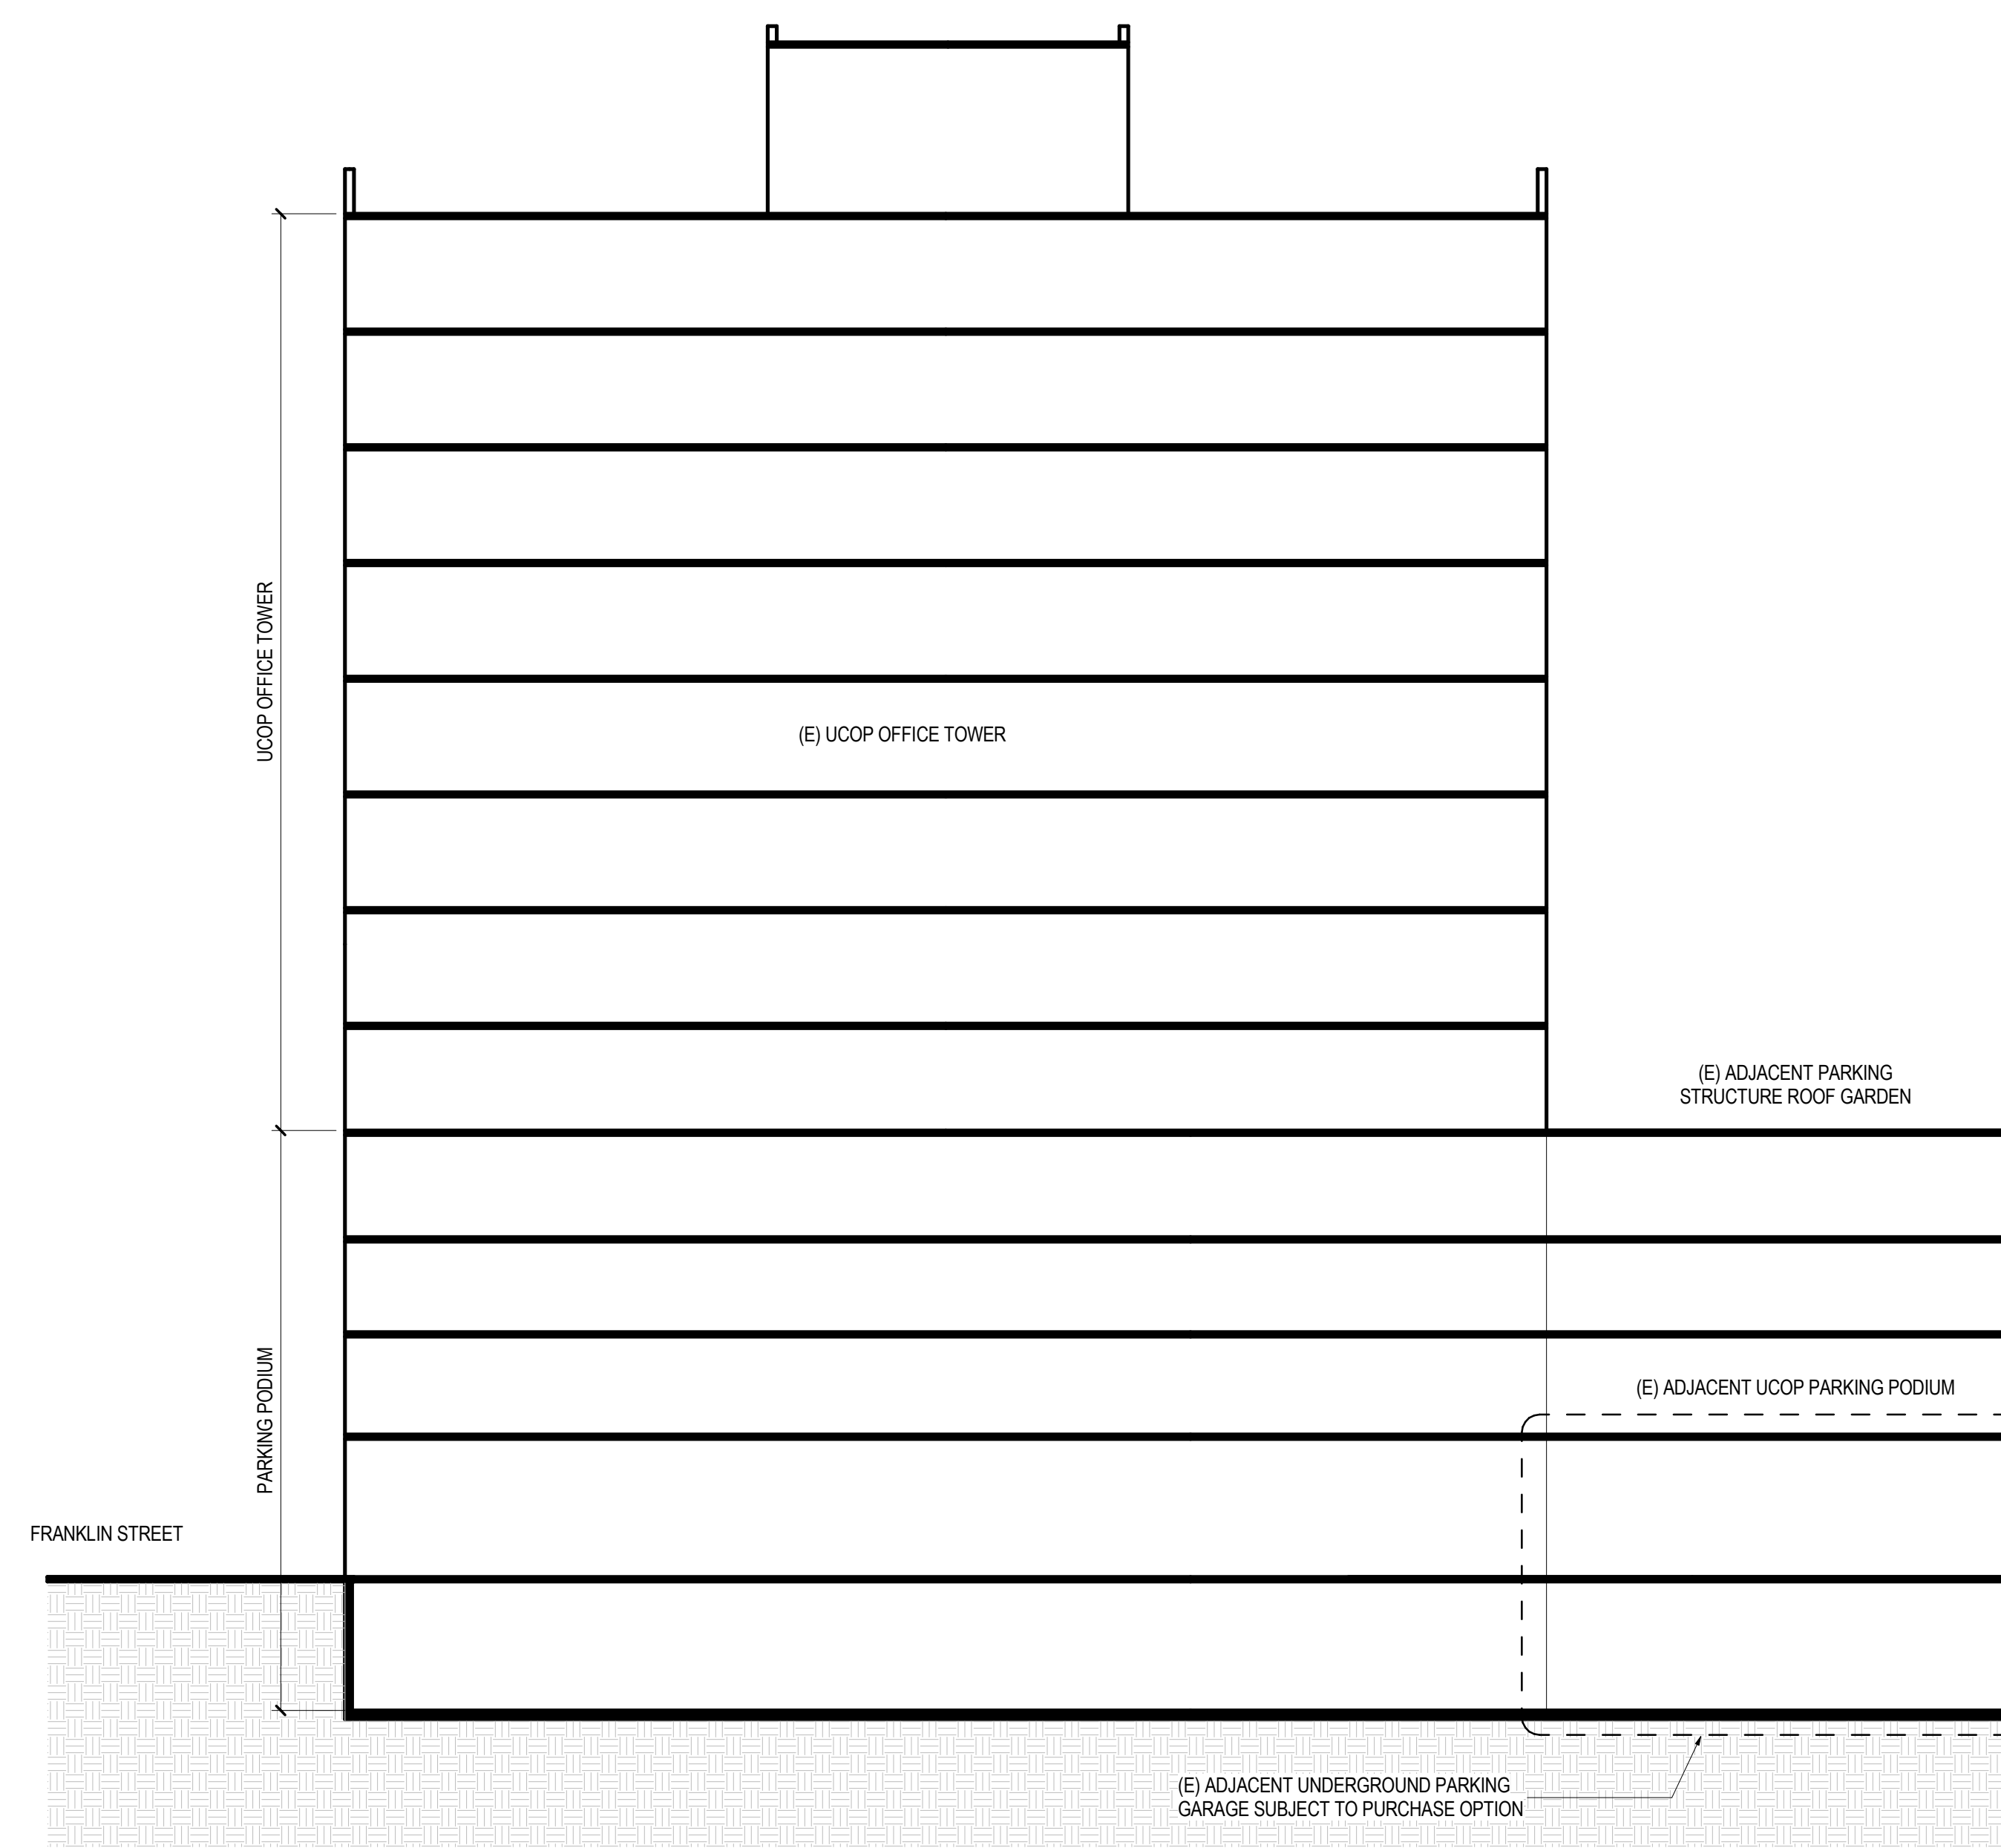 UCOP OFFICE TOWER
(E) UCOP OFFICE TOWER
(E) ADJACENT PARKING
STRUCTURE ROOF GARDEN
PARKING PODIUM
(E) ADJACENT UCOP PARKING PODIUM
FRANKLIN STREET
(E) ADJACENT UNDERGROUND PARKING
GARAGE SUBJECT TO PURCHASE OPTION